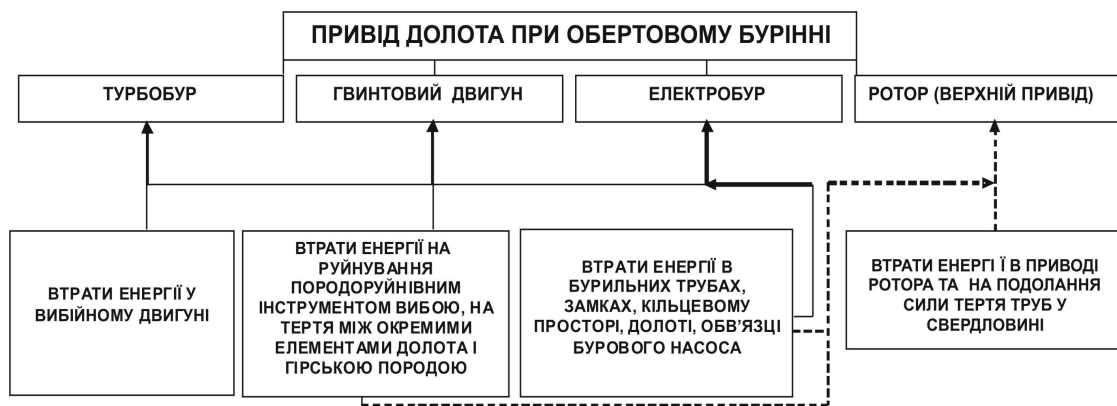 ПРИВІД ДОЛОТА ПРИ ОБЕРТОВОМУ БУРІННІ
ТУРБОБУР
ГВИНТОВИЙ ДВИГУН
ЕЛЕКТРОБУР
РОТОР (ВЕРХНІЙ ПРИВІД)
ВТРАТИ ЕНЕРГІЇ У
ВИБІЙНОМУ ДВИГУНІ
ВТРАТИ ЕНЕРГІЇ НА
РУЙНУВАННЯ
ПОРОДОРУЙНІВНИМ
ІНСТРУМЕНТОМ ВИБОЮ, НА
ТЕРТЯ МІЖ ОКРЕМИМИ
ЕЛЕМЕНТАМИ ДОЛОТА І
ГІРСЬКОЮ ПОРОДОЮ
ВТРАТИ ЕНЕРГІЇ В
БУРИЛЬНИХ ТРУБАХ,
ЗАМКАХ, КІЛЬЦЕВОМУ
ПРОСТОРІ, ДОЛОТІ, ОБВ'ЯЗЦІ
БУРОВОГО НАСОСА
ВТРАТИ ЕНЕРГІ Ї В ПРИВОДІ
РОТОРА ТА НА ПОДОЛАННЯ
СИЛИ ТЕРТЯ ТРУБ У
СВЕРДЛОВИНІ